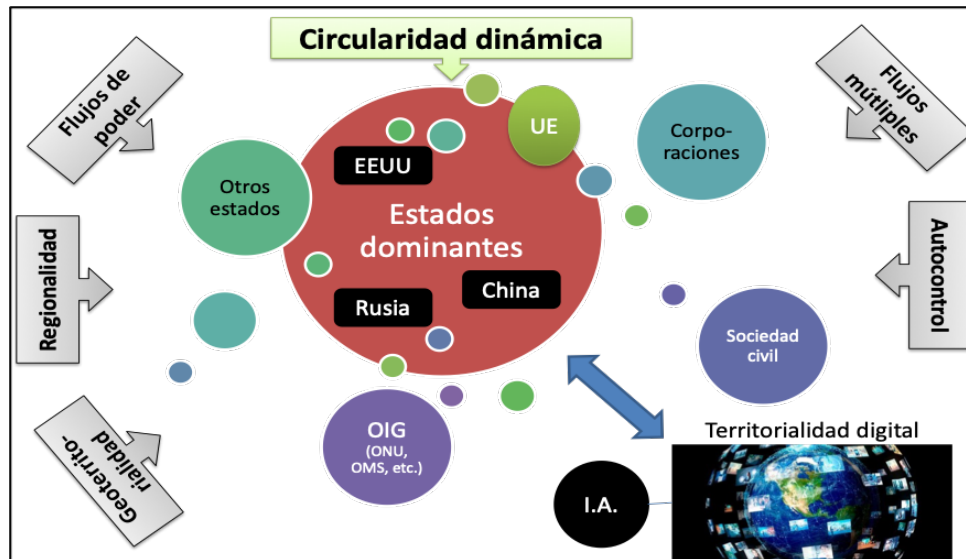 Circularidad dinámica
Flujos de
poder
Flujos
mútliples
UE
Corpo-
raciones
EEUU
Otros
estados
Estados
dominantes
Regionalidad
Autocontrol
China
Rusia
Sociedad
civil
Geoterrito-
rialidad
OIG
(ONU,
OMS, etc.)
Territorialidad digital
I.A.